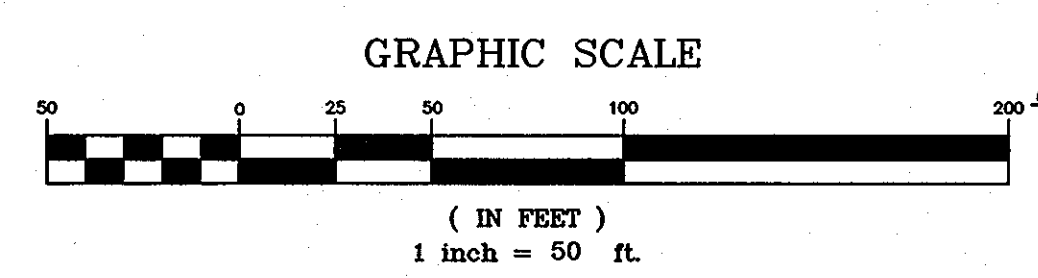 GRAPHIC SCALE
50 0 25 50 100 200
( IN FEET )
1 inch = 50 ft.